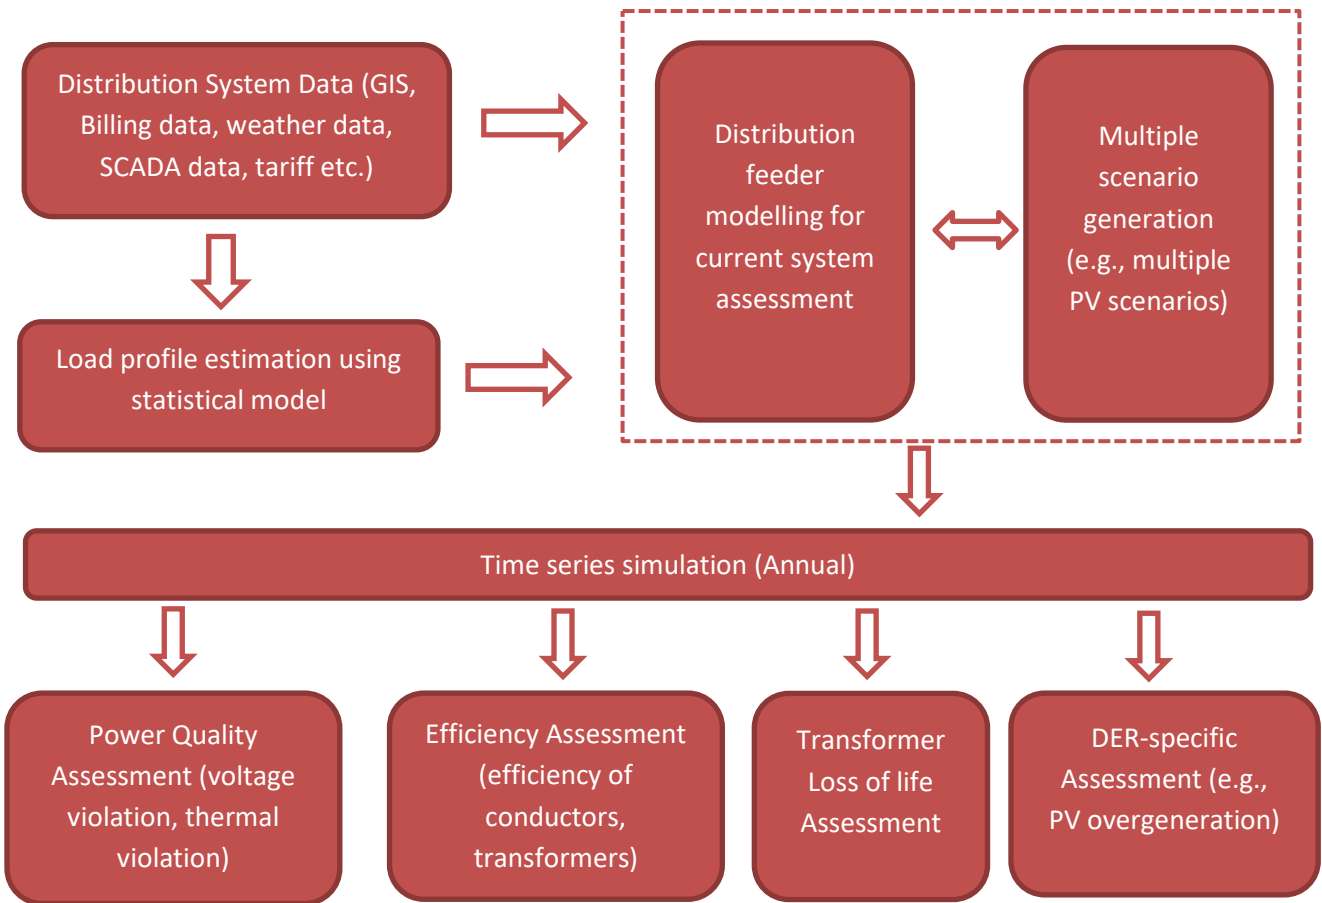 Distribution System Data (GIS,
Billing data, weather data,
SCADA data, tariff etc.)
Distribution
feeder
modelling for
current system
assessment
Multiple
scenario
generation
(e.g., multiple
PV scenarios)
Load profile estimation using
statistical model
Time series simulation (Annual)
Power Quality
Assessment (voltage
violation, thermal
violation)
Efficiency Assessment
(efficiency of
conductors,
transformers)
Transformer
Loss of life
Assessment
DER-specific
Assessment (e.g.,
PV overgeneration)